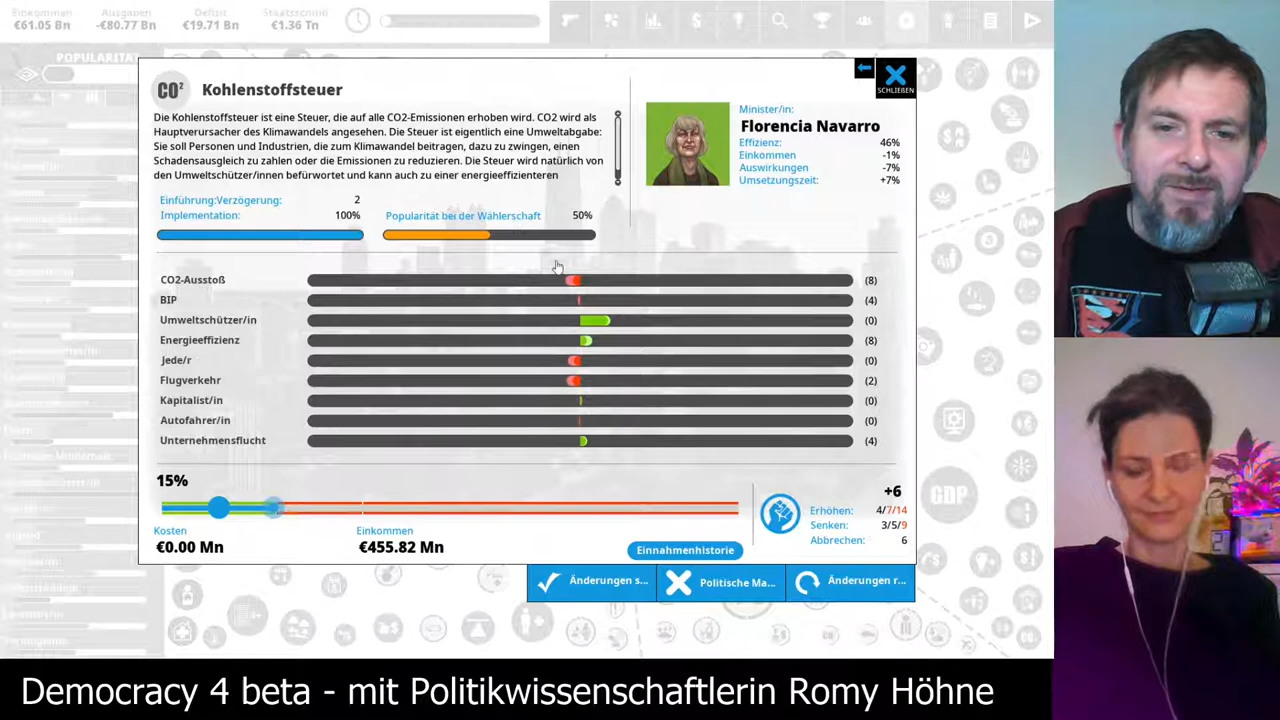 Einkommen
Ausgaben
Defizit
Staatsschuld
€61.05 Bn
-€80.77 Bn
€19.71 Bn
€1.36 Tn
POPULARITÄT
CO²
Kohlenstoffsteuer
SCHLIEßEN
Die Kohlenstoffsteuer ist eine Steuer, die auf alle CO2-Emissionen erhoben wird. CO2 wird als
Hauptverursacher des Klimawandels angesehen. Die Steuer ist eigentlich eine Umweltabgabe:
Sie soll Personen und Industrien, die zum Klimawandel beitragen, dazu zwingen, einen
Schadensausgleich zu zahlen oder die Emissionen zu reduzieren. Die Steuer wird natürlich von
den Umweltschützer/innen befürwortet und kann auch zu einer energieeffizienteren
Minister/in:
Florencia Navarro
Effizienz: 46%
Einkommen -1%
Auswirkungen -7%
Umsetzungszeit: +7%
Einführung:Verzögerung: 2
Implementation: 100%
Popularität bei der Wählerschaft 50%
CO2-Ausstoß (8)
BIP (4)
Umweltschützer/in (0)
Energieeffizienz (8)
Jede/r (0)
Flugverkehr (2)
Kapitalist/in (0)
Autofahrer/in (0)
Unternehmensflucht (4)
15%
Kosten
€0.00 Mn
Einkommen
€455.82 Mn
Einnahmenhistorie
+6
Erhöhen: 4/7/14
Senken: 3/5/9
Abbrechen: 6
Änderungen s...
Politische Ma...
Änderungen r...
GDP
Democracy 4 beta - mit Politikwissenschaftlerin Romy Höhne